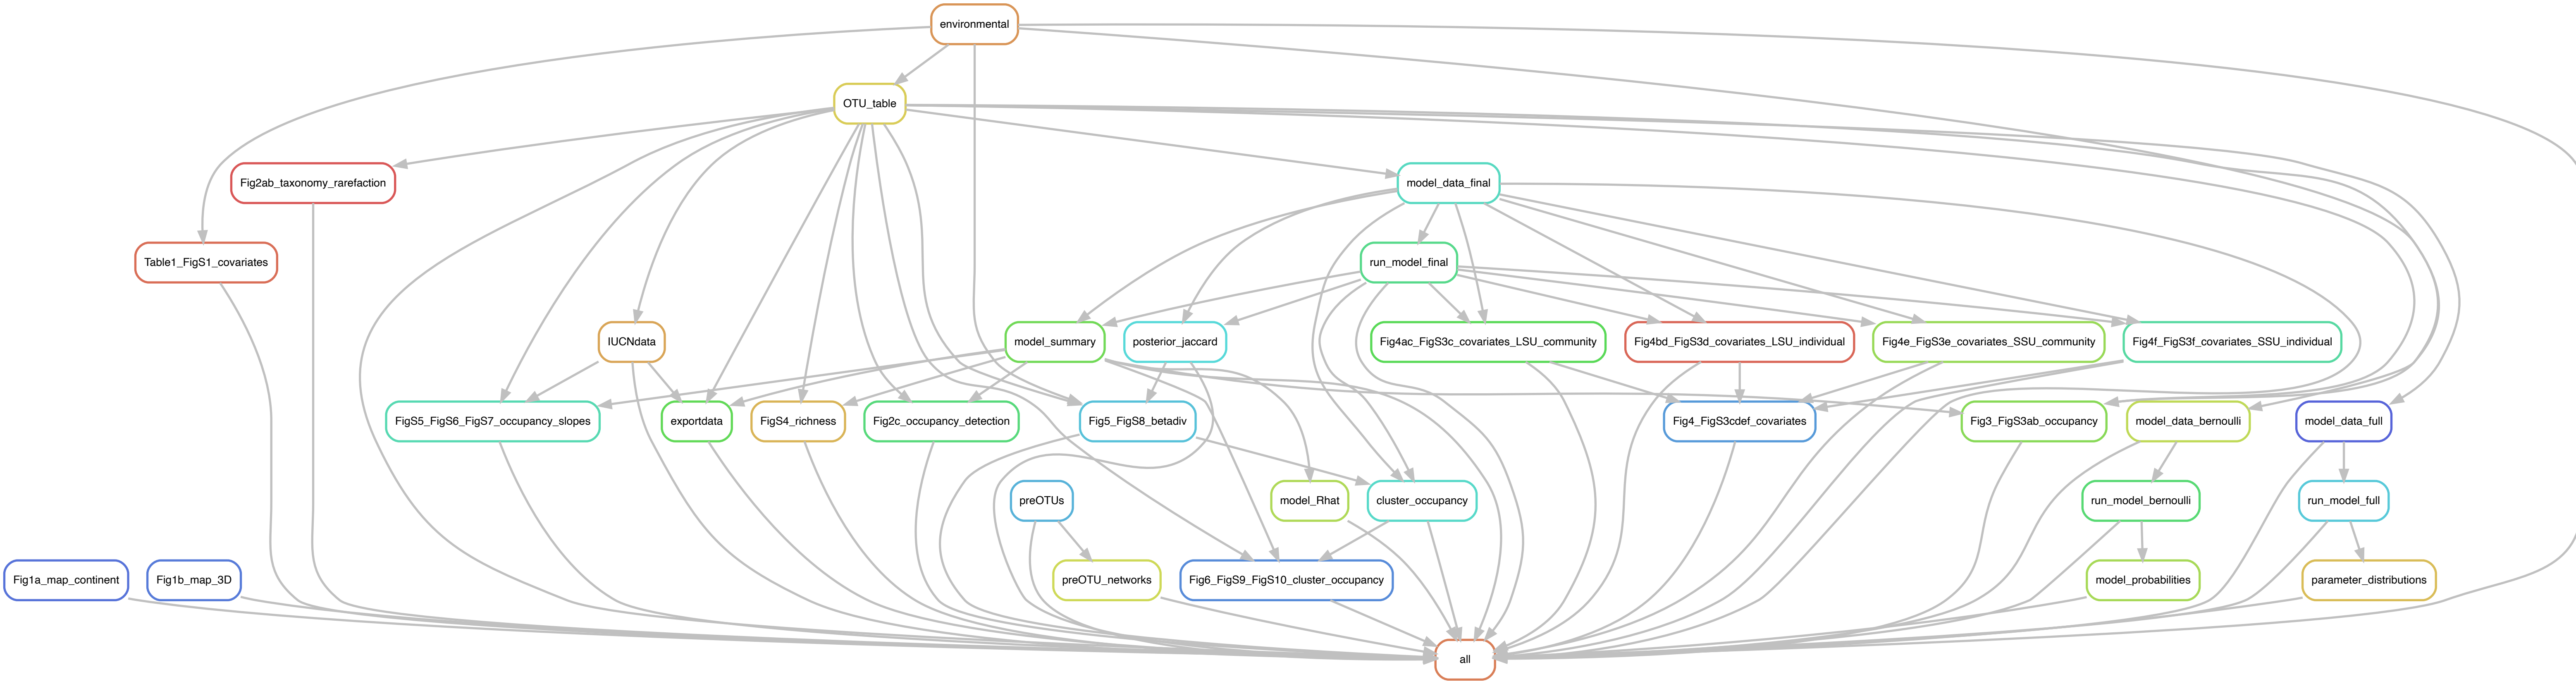 environmental
OTU_table
Fig2ab_taxonomy_rarefaction
model_data_final
Table1_FigS1_covariates
run_model_final
IUCNdata
model_summary
posterior_jaccard
Fig4ac_FigS3c_covariates_LSU_community
Fig4bd_FigS3d_covariates_LSU_individual
Fig4e_FigS3e_covariates_SSU_community
Fig4f_FigS3f_covariates_SSU_individual
FigS5_FigS6_FigS7_occupancy_slopes
exportdata
FigS4_richness
Fig2c_occupancy_detection
Fig5_FigS8_betadiv
Fig4_FigS3cdef_covariates
Fig3_FigS3ab_occupancy
model_data_bernoulli
model_data_full
preOTUs
model_Rhat
cluster_occupancy
run_model_bernoulli
run_model_full
Fig1a_map_continent
Fig1b_map_3D
preOTU_networks
Fig6_FigS9_FigS10_cluster_occupancy
model_probabilities
parameter_distributions
all